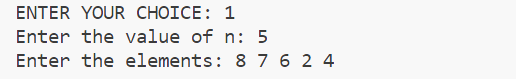 ENTER YOUR CHOICE: 1
Enter the value of n: 5
Enter the elements: 8 7 6 2 4